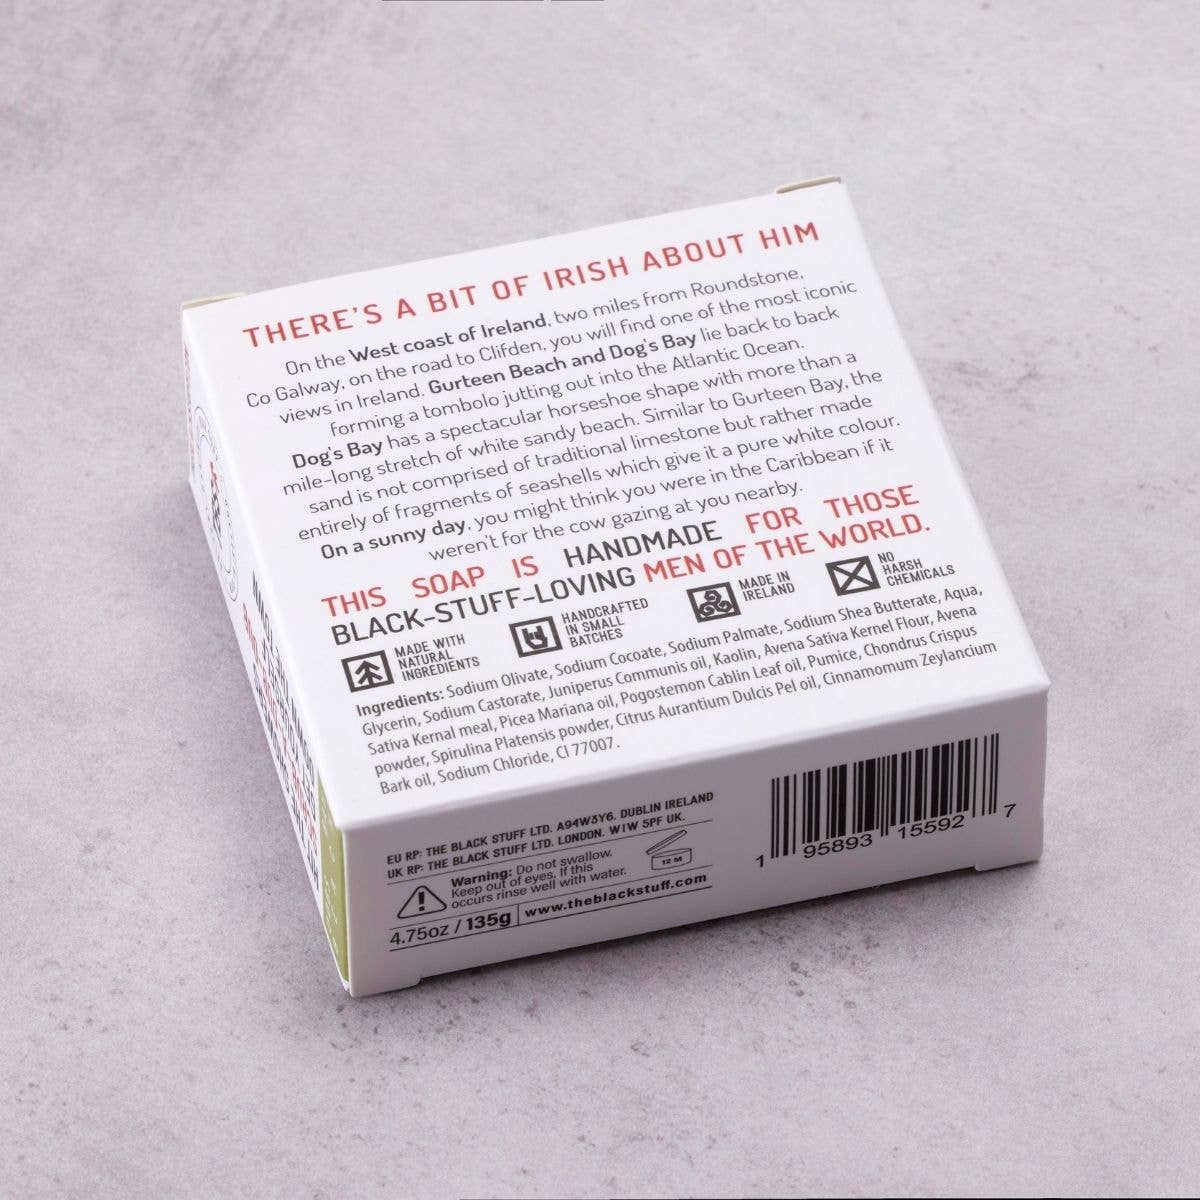 THERE'S A BIT OF IRISH ABOUT HIM
On the West coast of Ireland, two miles from Roundstone,
Co Galway, on the road to Clifden, you will find one of the most iconic
views in Ireland. Gurteen Beach and Dog's Bay lie back to back
forming a tombolo jutting out into the Atlantic Ocean.
Dog's Bay has a spectacular horseshoe shape with more than a
mile-long stretch of white sandy beach. Similar to Gurteen Bay, the
sand is not comprised of traditional limestone but rather made
entirely of fragments of seashells which give it a pure white colour.
On a sunny day, you might think you were in the Caribbean if it
weren't for the cow gazing at you nearby.
THIS SOAP IS HANDMADE FOR THOSE
BLACK-STUFF-LOVING MEN OF THE WORLD.
MADE WITH
NATURAL
INGREDIENTS
HANDCRAFTED
IN SMALL
BATCHES
MADE IN
IRELAND
NO
HARSH
CHEMICALS
Ingredients: Sodium Olivate, Sodium Cocoate, Sodium Palmate, Sodium Shea Butterate, Aqua,
Glycerin, Sodium Castorate, Juniperus Communis oil, Kaolin, Avena Sativa Kernel Flour, Avena
Sativa Kernal meal, Picea Mariana oil, Pogostemon Cablin Leaf oil, Pumice, Chondrus Crispus
powder, Spirulina Platensis powder, Citrus Aurantium Dulcis Pel oil, Cinnamomum Zeylancium
Bark oil, Sodium Chloride, CI 77007.
EU RP: THE BLACK STUFF LTD. A94W3Y6. DUBLIN IRELAND
UK RP: THE BLACK STUFF LTD. LONDON. W1W 5PF UK.
Warning: Do not swallow.
Keep out of eyes. If this
occurs rinse well with water.
12 M
4.75oz / 135g
www.theblackstuff.com
1 95893 15592 7